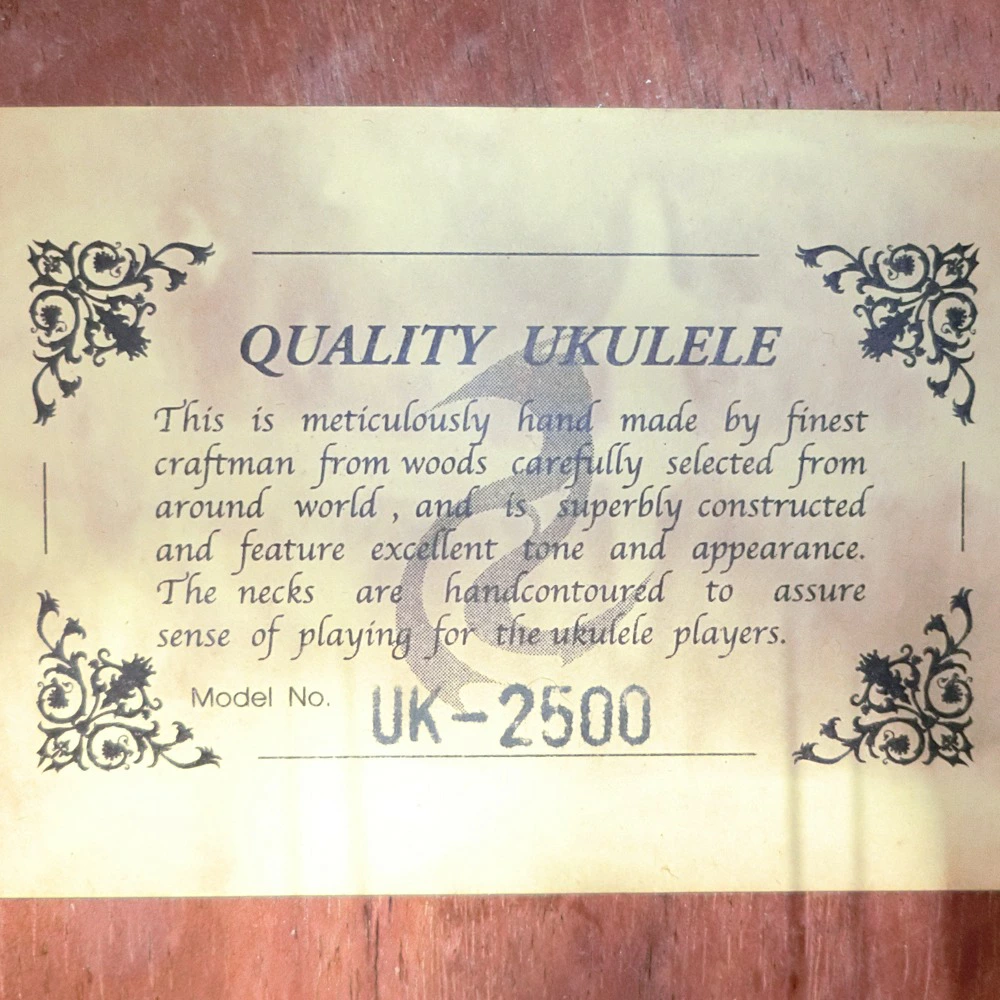 QUALITY UKULELE
This is meticulously hand made by finest
craftman from woods carefully selected from
around world , and is superbly constructed
and feature excellent tone and appearance.
The necks are handcontoured to assure
sense of playing for the ukulele players.
Model No. UK-2500